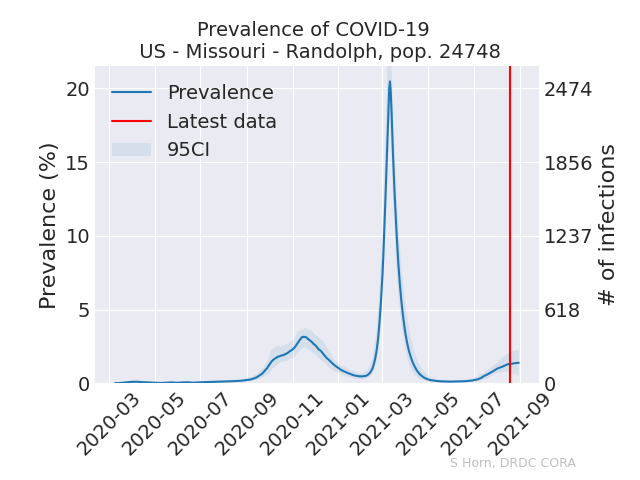 Prevalence of COVID-19
US - Missouri - Randolph, pop. 24748
Prevalence
Latest data
95CI
Prevalence (%)
20
15
10
5
0
2474
1856
1237
618
0
# of infections
2020-03
2020-05
2020-07
2020-09
2020-11
2021-01
2021-03
2021-05
2021-07
2021-09
S Horn, DRDC CORA